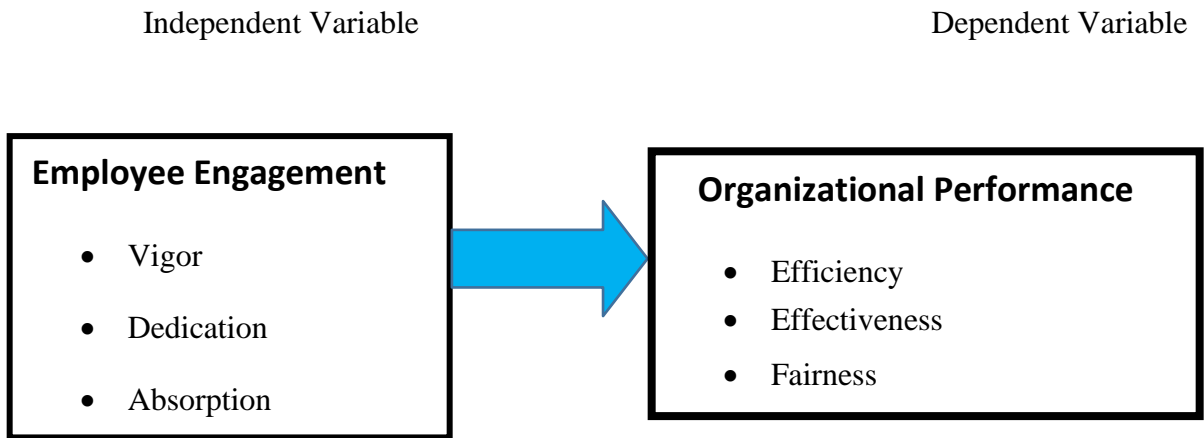 Independent Variable
Dependent Variable
Employee Engagement
• Vigor
• Dedication
• Absorption
Organizational Performance
• Efficiency
• Effectiveness
• Fairness